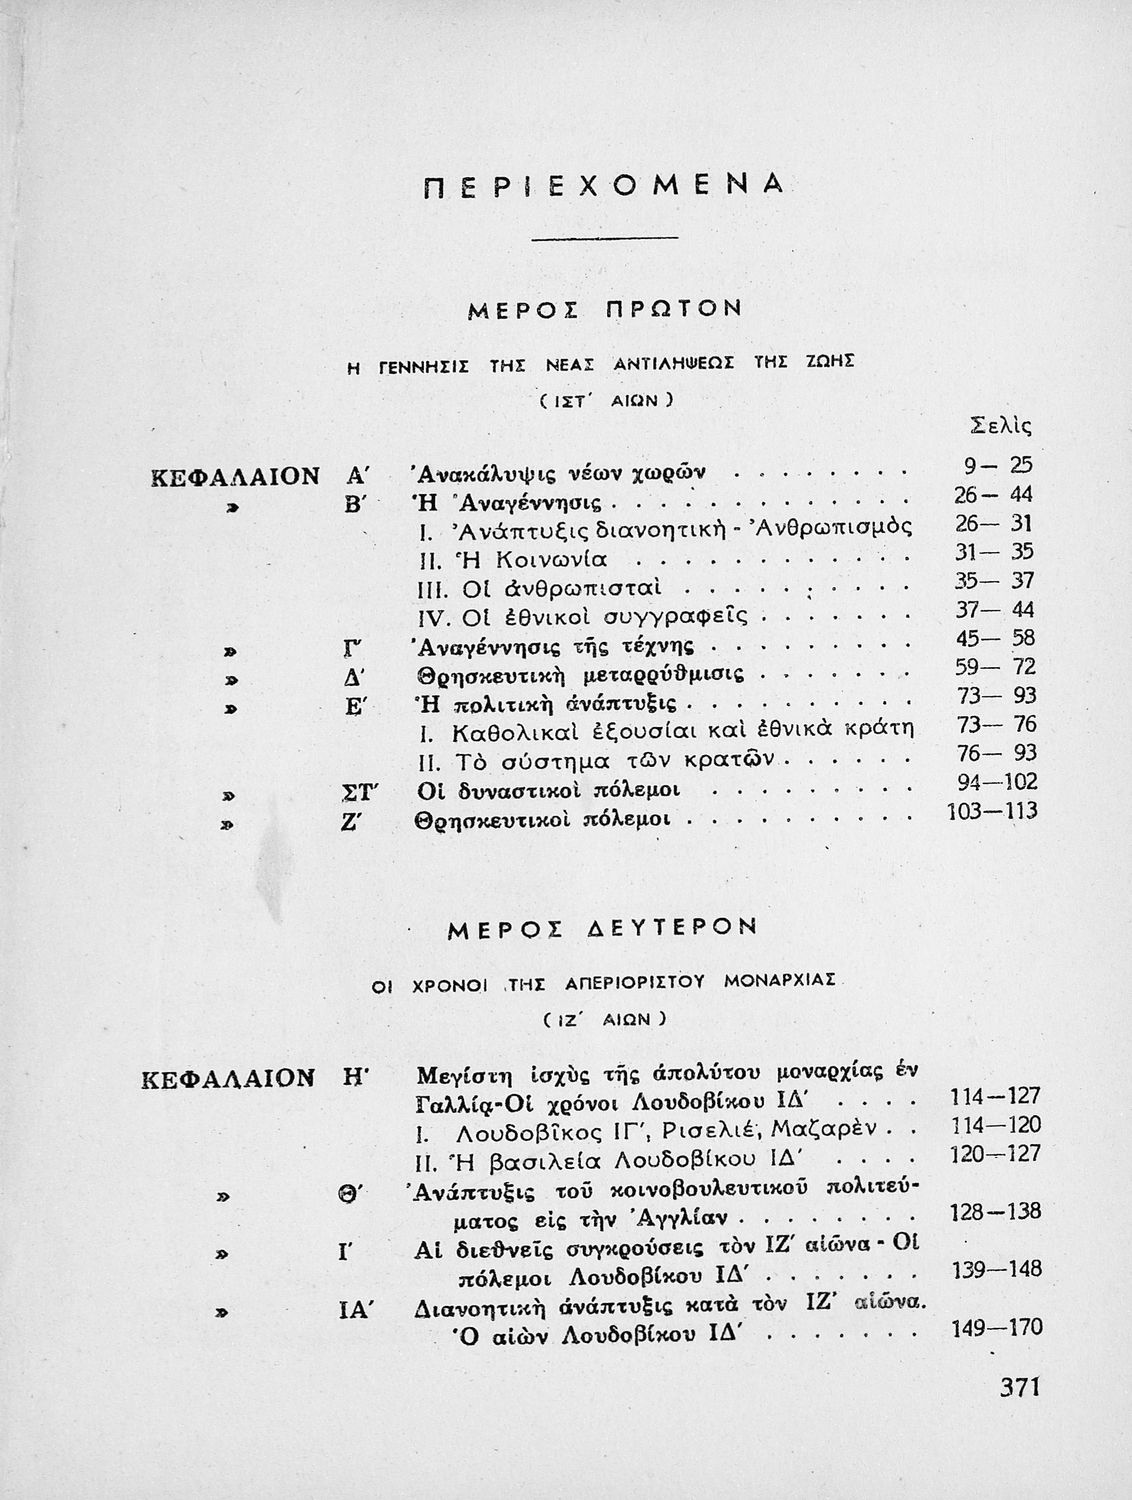 ΠΕΡΙΕΧΟΜΕΝΑ
ΜΕΡΟΣ ΠΡΩΤΟΝ
Η ΓΕΝΝΗΣΙΣ ΤΗΣ ΝΕΑΣ ΑΝΤΙΛΗΨΕΩΣ ΤΗΣ ΖΩΗΣ
( ΙΣΤ΄ ΑΙΩΝ )
Σελὶς
ΚΕΦΑΛΑΙΟΝ Α΄ Ἀνακάλυψις νέων χωρῶν . . . . . . . . 9— 25
» Β΄ Ἡ Ἀναγέννησις . . . . . . . . . . . . 26— 44
I. Ἀνάπτυξις διανοητικὴ - Ἀνθρωπισμὸς 26— 31
II. Ἡ Κοινωνία . . . . . . . . . . . . 31— 35
III. Οἱ ἀνθρωπισταὶ . . . . . . . . . . 35— 37
IV. Οἱ ἐθνικοὶ συγγραφεῖς . . . . . . . 37— 44
» Γ΄ Ἀναγέννησις τῆς τέχνης . . . . . . . . . 45— 58
» Δ΄ Θρησκευτικὴ μεταρρύθμισις . . . . . . . 59— 72
» Ε΄ Ἡ πολιτικὴ ἀνάπτυξις . . . . . . . . . . 73— 93
I. Καθολικαὶ ἐξουσίαι καὶ ἐθνικὰ κράτη 73— 76
II. Τὸ σύστημα τῶν κρατῶν . . . . . . 76— 93
» ΣΤ΄ Οἱ δυναστικοὶ πόλεμοι . . . . . . . . . 94—102
» Ζ΄ Θρησκευτικοὶ πόλεμοι . . . . . . . . . . 103—113
ΜΕΡΟΣ ΔΕΥΤΕΡΟΝ
ΟΙ ΧΡΟΝΟΙ ΤΗΣ ΑΠΕΡΙΟΡΙΣΤΟΥ ΜΟΝΑΡΧΙΑΣ
( ΙΖ΄ ΑΙΩΝ )
ΚΕΦΑΛΑΙΟΝ Η΄ Μεγίστη ἰσχὺς τῆς ἀπολύτου μοναρχίας ἐν
Γαλλίᾳ-Οἱ χρόνοι Λουδοβίκου ΙΔ΄ . . . . 114—127
I. Λουδοβῖκος ΙΓ΄, Ρισελιέ, Μαζαρὲν . . 114—120
II. Ἡ βασιλεία Λουδοβίκου ΙΔ΄ . . . . 120—127
» Θ΄ Ἀνάπτυξις τοῦ κοινοβουλευτικοῦ πολιτεύ-
ματος εἰς τὴν Ἀγγλίαν . . . . . . . . 128—138
» Ι΄ Αἱ διεθνεῖς συγκρούσεις τὸν ΙΖ΄ αἰῶνα - Οἱ
πόλεμοι Λουδοβίκου ΙΔ΄ . . . . . . . 139—148
» ΙΑ΄ Διανοητικὴ ἀνάπτυξις κατὰ τὸν ΙΖ΄ αἰῶνα.
Ὁ αἰὼν Λουδοβίκου ΙΔ΄ . . . . . . . 149—170
371